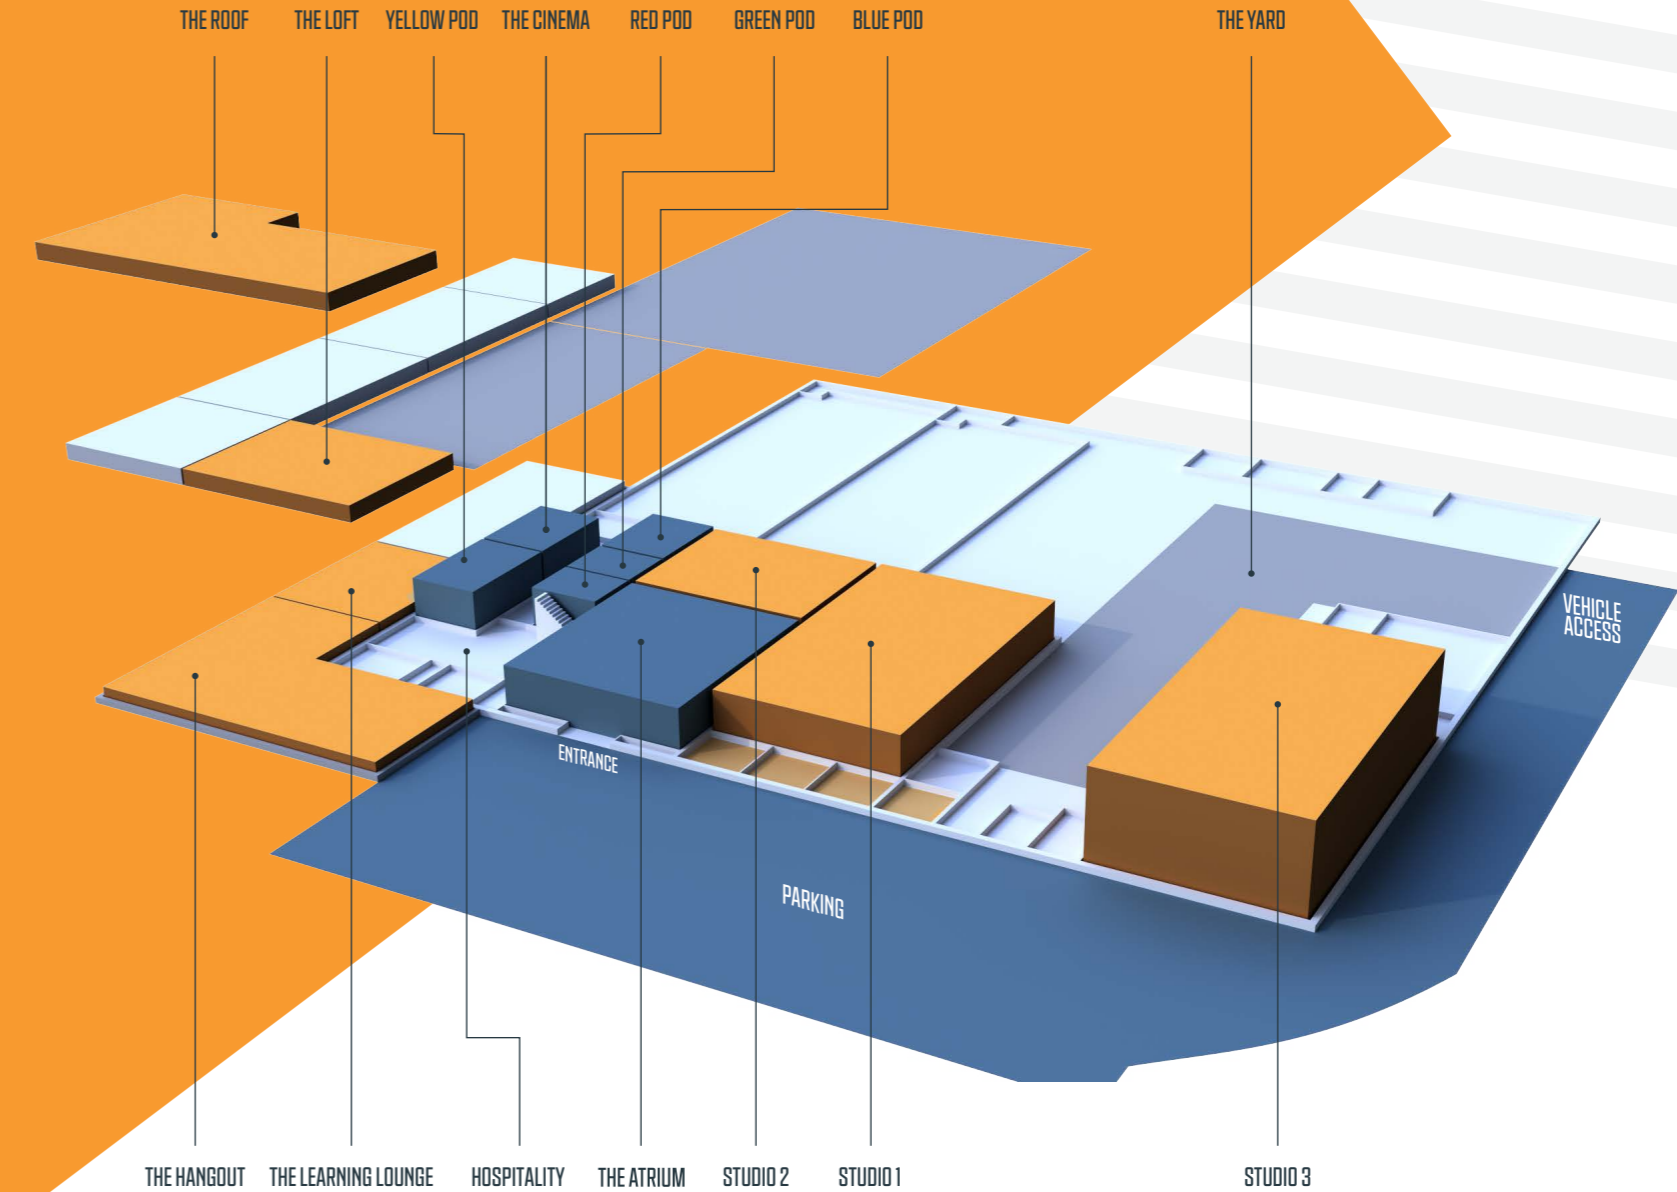 THE ROOF
THE LOFT
YELLOW POD
THE CINEMA
RED POD
GREEN POD
BLUE POD
THE YARD
VEHICLE
ACCESS
ENTRANCE
PARKING
THE HANGOUT
THE LEARNING LOUNGE
HOSPITALITY
THE ATRIUM
STUDIO 2
STUDIO 1
STUDIO 3